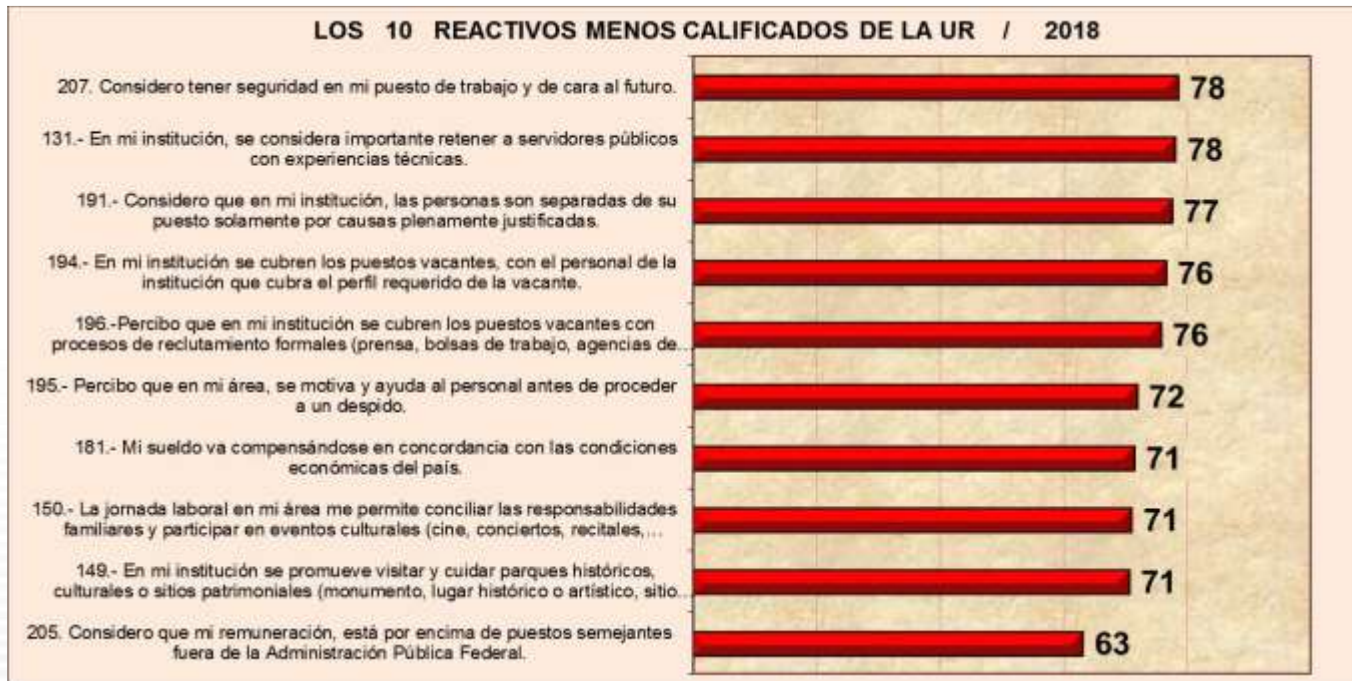 LOS 10 REACTIVOS MENOS CALIFICADOS DE LA UR / 2018
207. Considero tener seguridad en mi puesto de trabajo y de cara al futuro.
78
131.- En mi institución, se considera importante retener a servidores públicos
con experiencias técnicas.
78
191.- Considero que en mi institución, las personas son separadas de su
puesto solamente por causas plenamente justificadas.
77
194.- En mi institución se cubren los puestos vacantes, con el personal de la
institución que cubra el perfil requerido de la vacante.
76
196.-Percibo que en mi institución se cubren los puestos vacantes con
procesos de reclutamiento formales (prensa, bolsas de trabajo, agencias de...
76
195.- Percibo que en mi área, se motiva y ayuda al personal antes de proceder
a un despido.
72
181.- Mi sueldo va compensándose en concordancia con las condiciones
económicas del país.
71
150.- La jornada laboral en mi área me permite conciliar las responsabilidades
familiares y participar en eventos culturales (cine, conciertos, recitales,...
71
149.- En mi institución se promueve visitar y cuidar parques históricos,
culturales o sitios patrimoniales (monumento, lugar histórico o artístico, sitio...
71
205. Considero que mi remuneración, está por encima de puestos semejantes
fuera de la Administración Pública Federal.
63